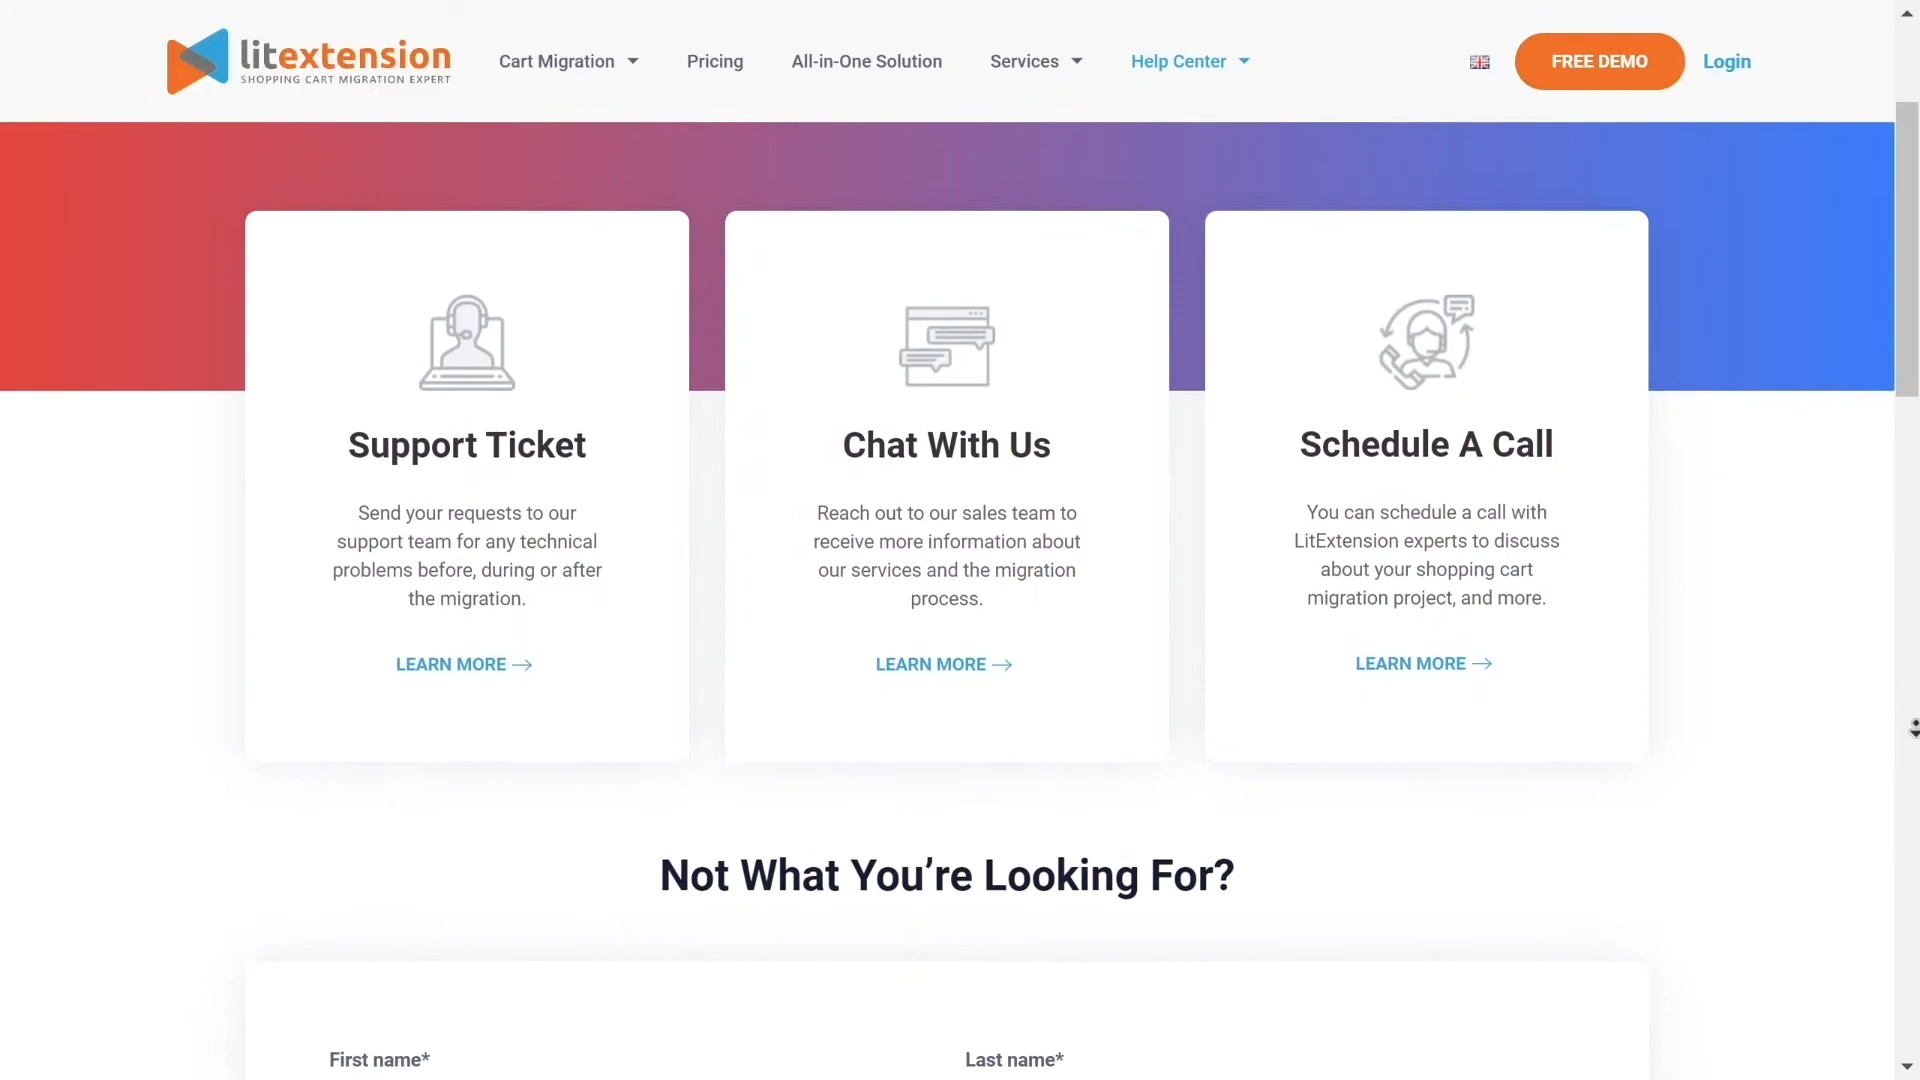 litextension
SHOPPING CART MIGRATION EXPERT
Cart Migration
Pricing
All-in-One Solution
Services
Help Center
FREE DEMO
Login
Support Ticket
Send your requests to our
support team for any technical
problems before, during or after
the migration.
LEARN MORE
Chat With Us
Reach out to our sales team to
receive more information about
our services and the migration
process.
LEARN MORE
Schedule A Call
You can schedule a call with
LitExtension experts to discuss
about your shopping cart
migration project, and more.
LEARN MORE
Not What You’re Looking For?
First name*
Last name*